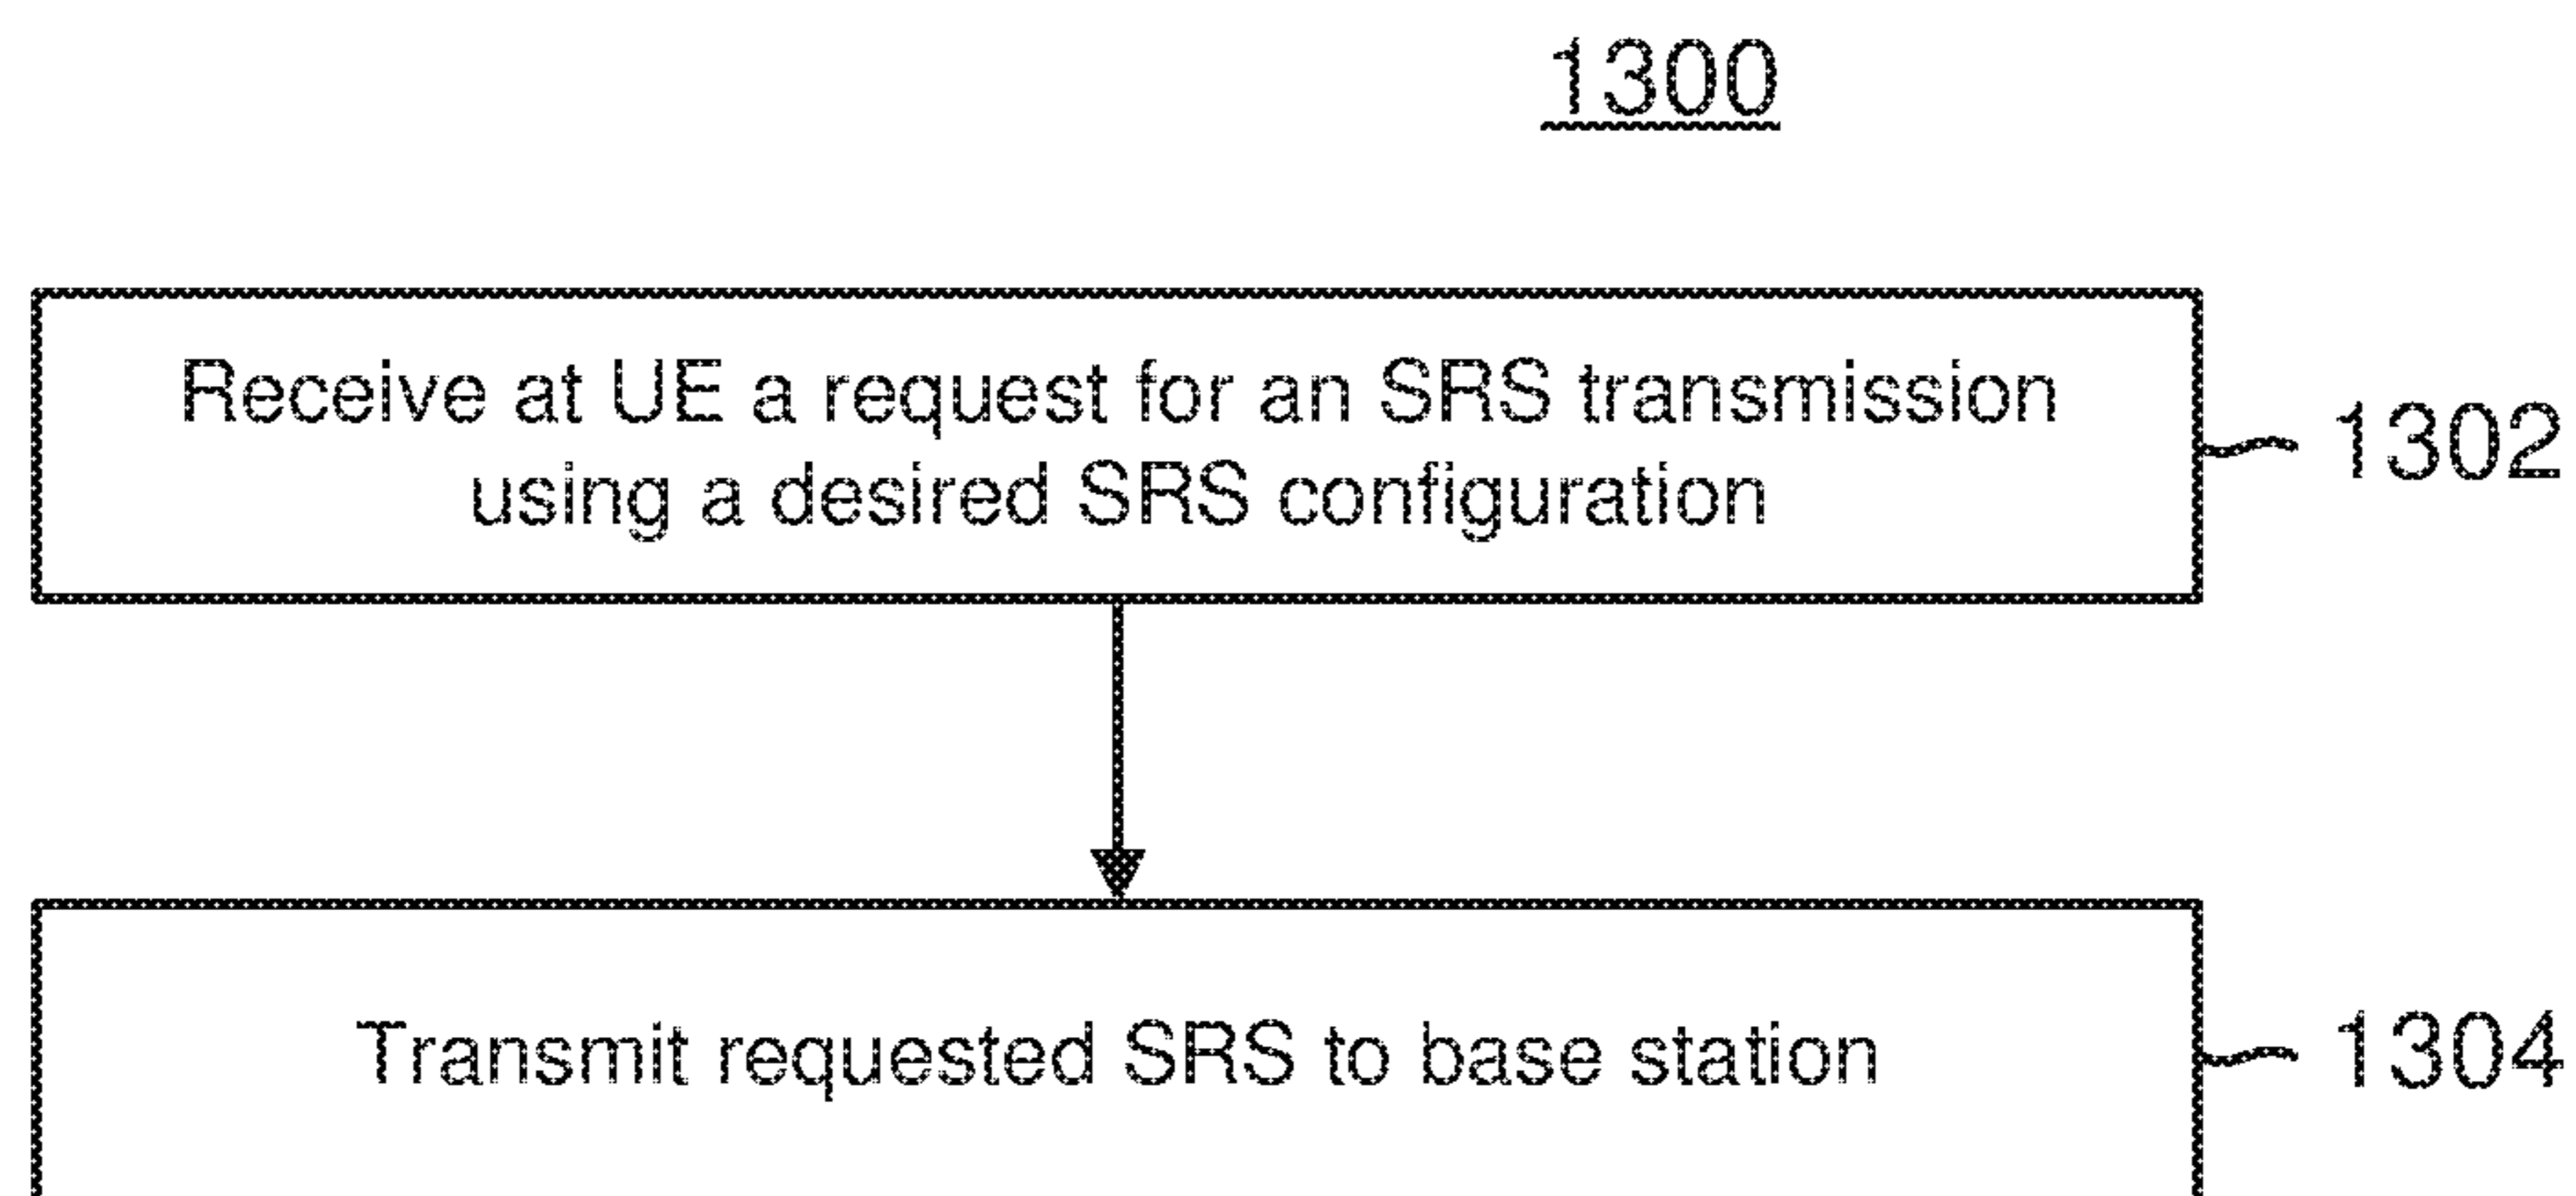 1300
Receive at UE a request for an SRS transmission
using a desired SRS configuration
1302
Transmit requested SRS to base station
1304